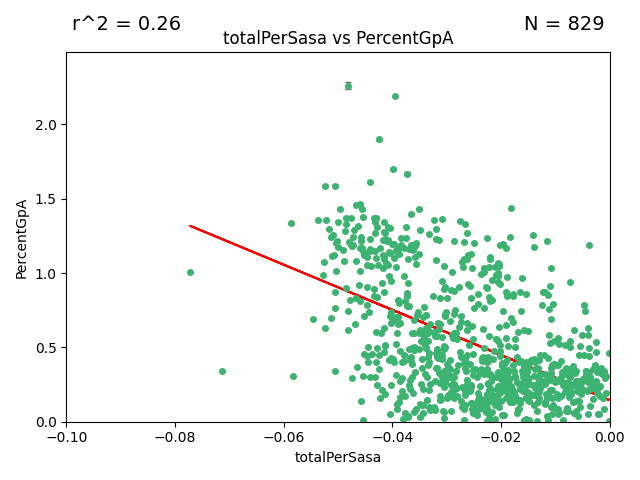 r^2 = 0.26
N = 829
totalPerSasa vs PercentGpA
PercentGpA
2.0
1.5
1.0
0.5
0.0
−0.10
−0.08
−0.06
−0.04
−0.02
0.00
totalPerSasa